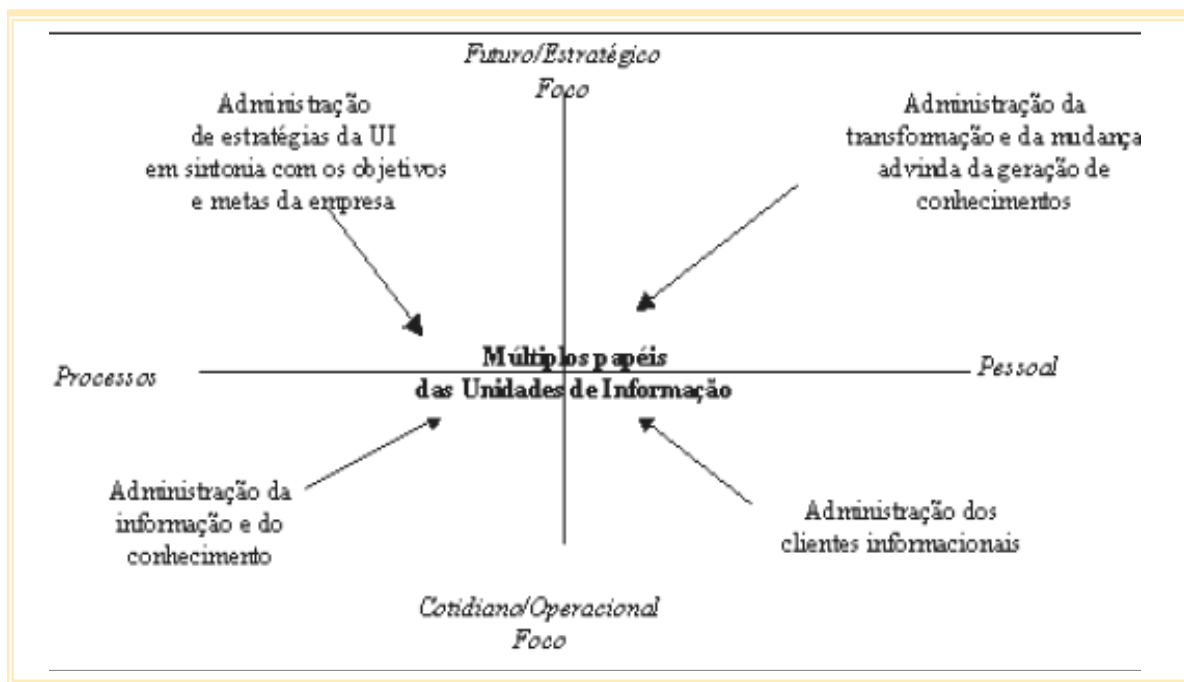 Futuro/Estratégico
Foco
Administração
de estratégias da UI
em sintonia com os objetivos
e metas da empresa
Administração da
transformação e da mudança
advinda da geração de
conhecimentos
Processos
Múltiplos papéis
das Unidades de Informação
Pessoal
Administração da
informação e do
conhecimento
Administração dos
clientes informacionais
Cotidiano/Operacional
Foco